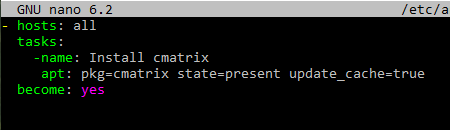 GNU nano 6.2 /etc/a
- hosts: all
  tasks:
    -name: Install cmatrix
     apt: pkg=cmatrix state=present update_cache=true
  become: yes